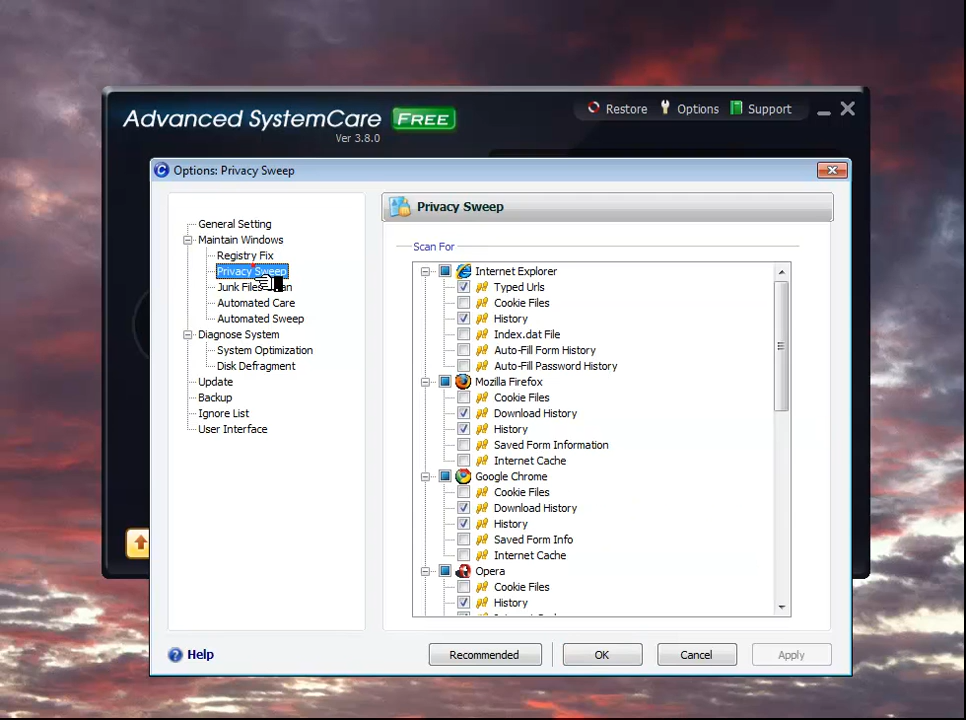 Advanced SystemCare FREE
Ver 3.8.0
Restore
Options
Support
Options: Privacy Sweep
General Setting
Maintain Windows
Registry Fix
Privacy Sweep
Junk Files
Automated Care
Automated Sweep
Diagnose System
System Optimization
Disk Defragment
Update
Backup
Ignore List
User Interface
Privacy Sweep
Scan For
Internet Explorer
Typed Urls
Cookie Files
History
Index.dat File
Auto-Fill Form History
Auto-Fill Password History
Mozilla Firefox
Cookie Files
Download History
History
Saved Form Information
Internet Cache
Google Chrome
Cookie Files
Download History
History
Saved Form Info
Internet Cache
Opera
Cookie Files
History
Help
Recommended
OK
Cancel
Apply